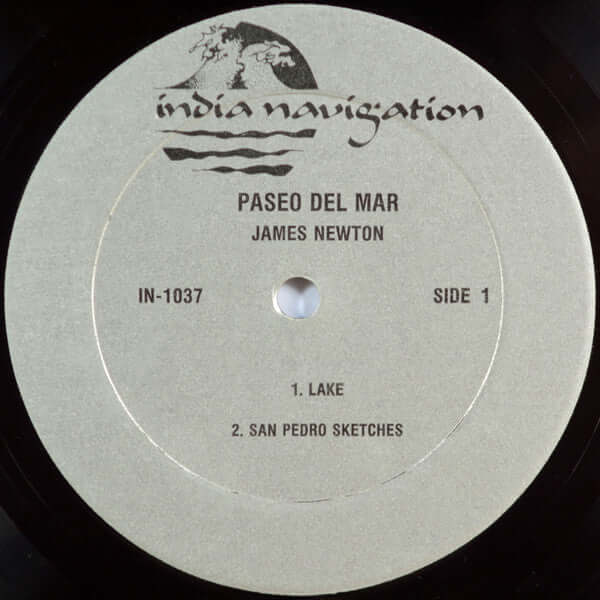 india navigation
PASEO DEL MAR
JAMES NEWTON
IN-1037 SIDE 1
1. LAKE
2. SAN PEDRO SKETCHES